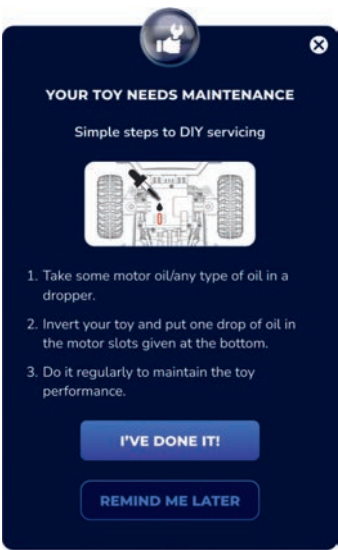 YOUR TOY NEEDS MAINTENANCE
Simple steps to DIY servicing
1. Take some motor oil/any type of oil in a
dropper.
2. Invert your toy and put one drop of oil in
the motor slots given at the bottom.
3. Do it regularly to maintain the toy
performance.
I'VE DONE IT!
REMIND ME LATER